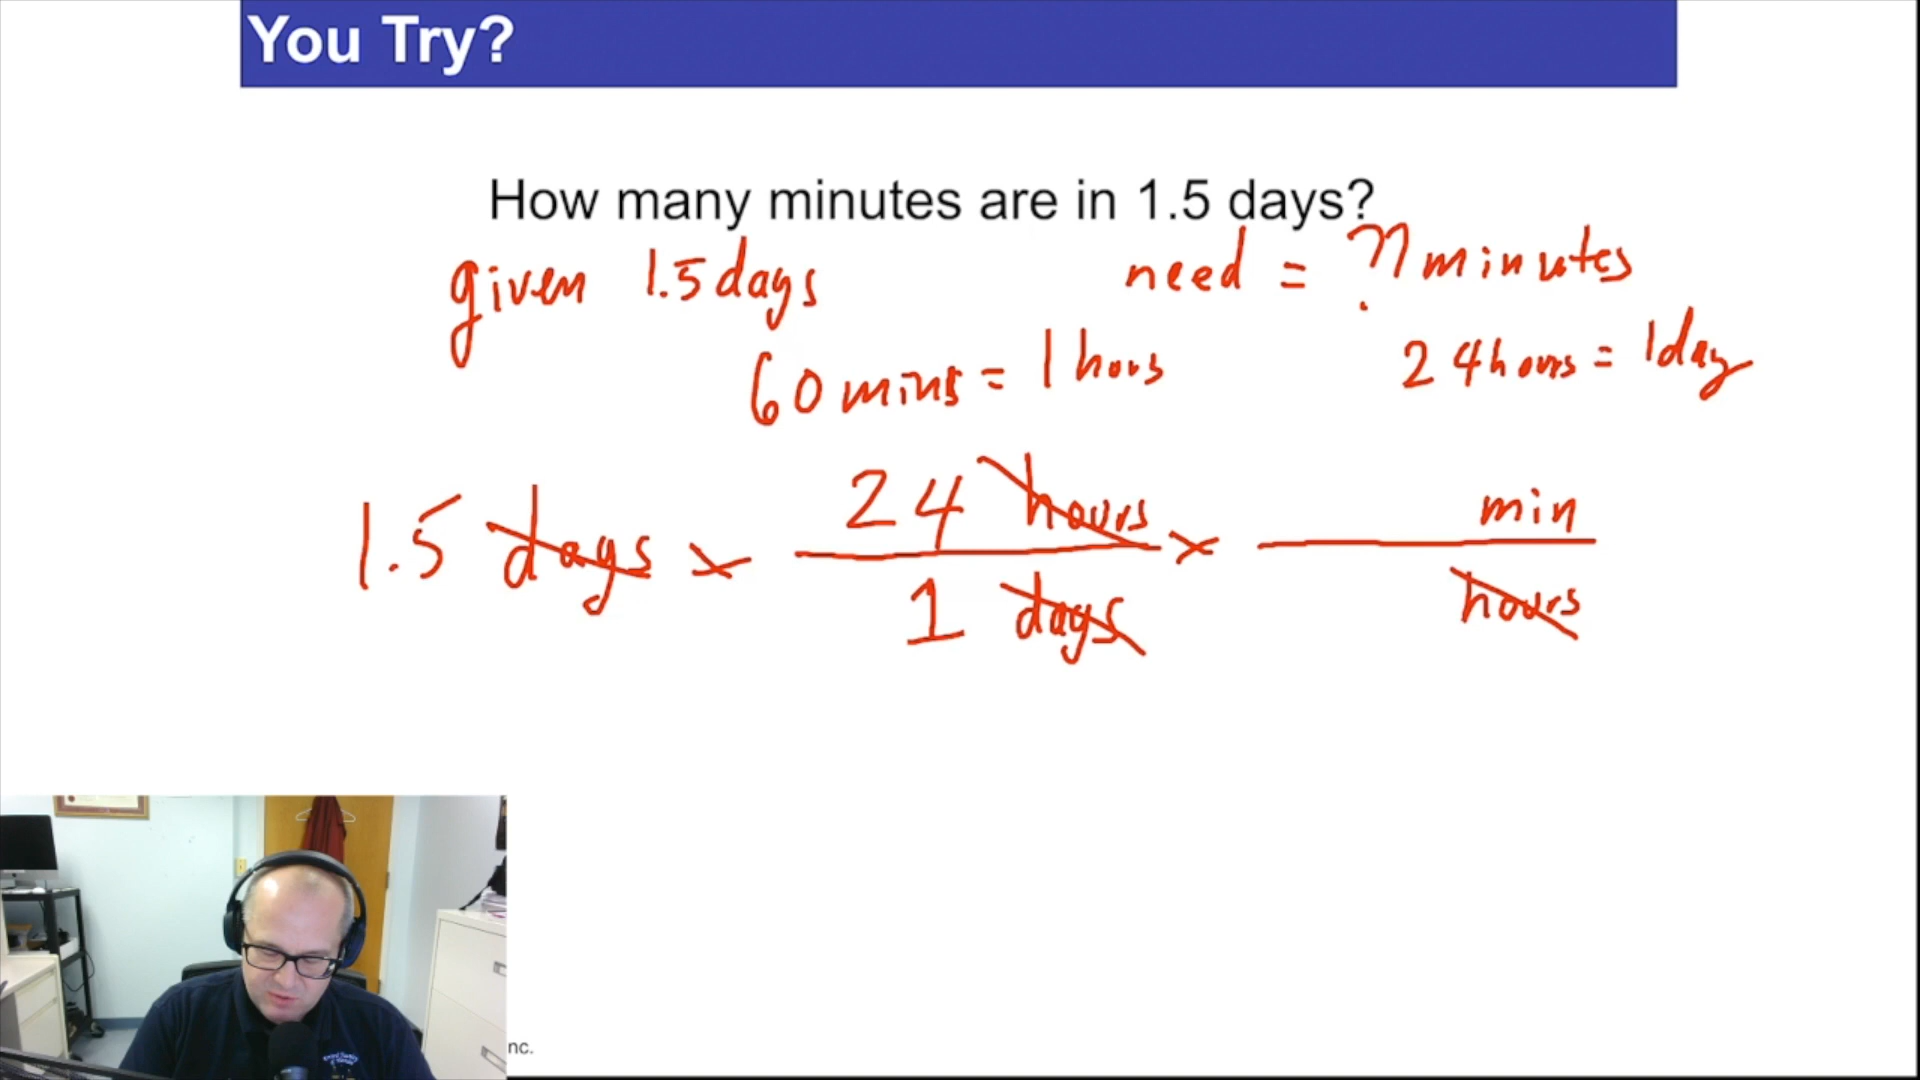 You Try?
How many minutes are in 1.5 days?
given 1.5 days need = ?? minutes
60 mins = 1 hours 24 hours = 1 day
24 hours min
1.5 days × ×
1 days hours
nc.